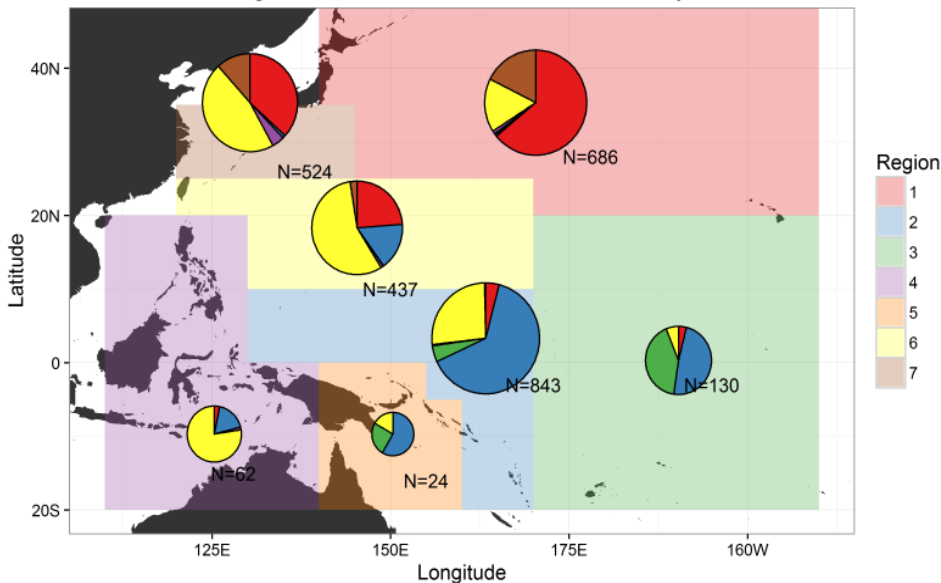 40N
20N
0
20S
Latitude
125E
150E
175E
160W
Longitude
N=524
N=686
N=437
N=843
N=130
N=62
N=24
Region
1
2
3
4
5
6
7